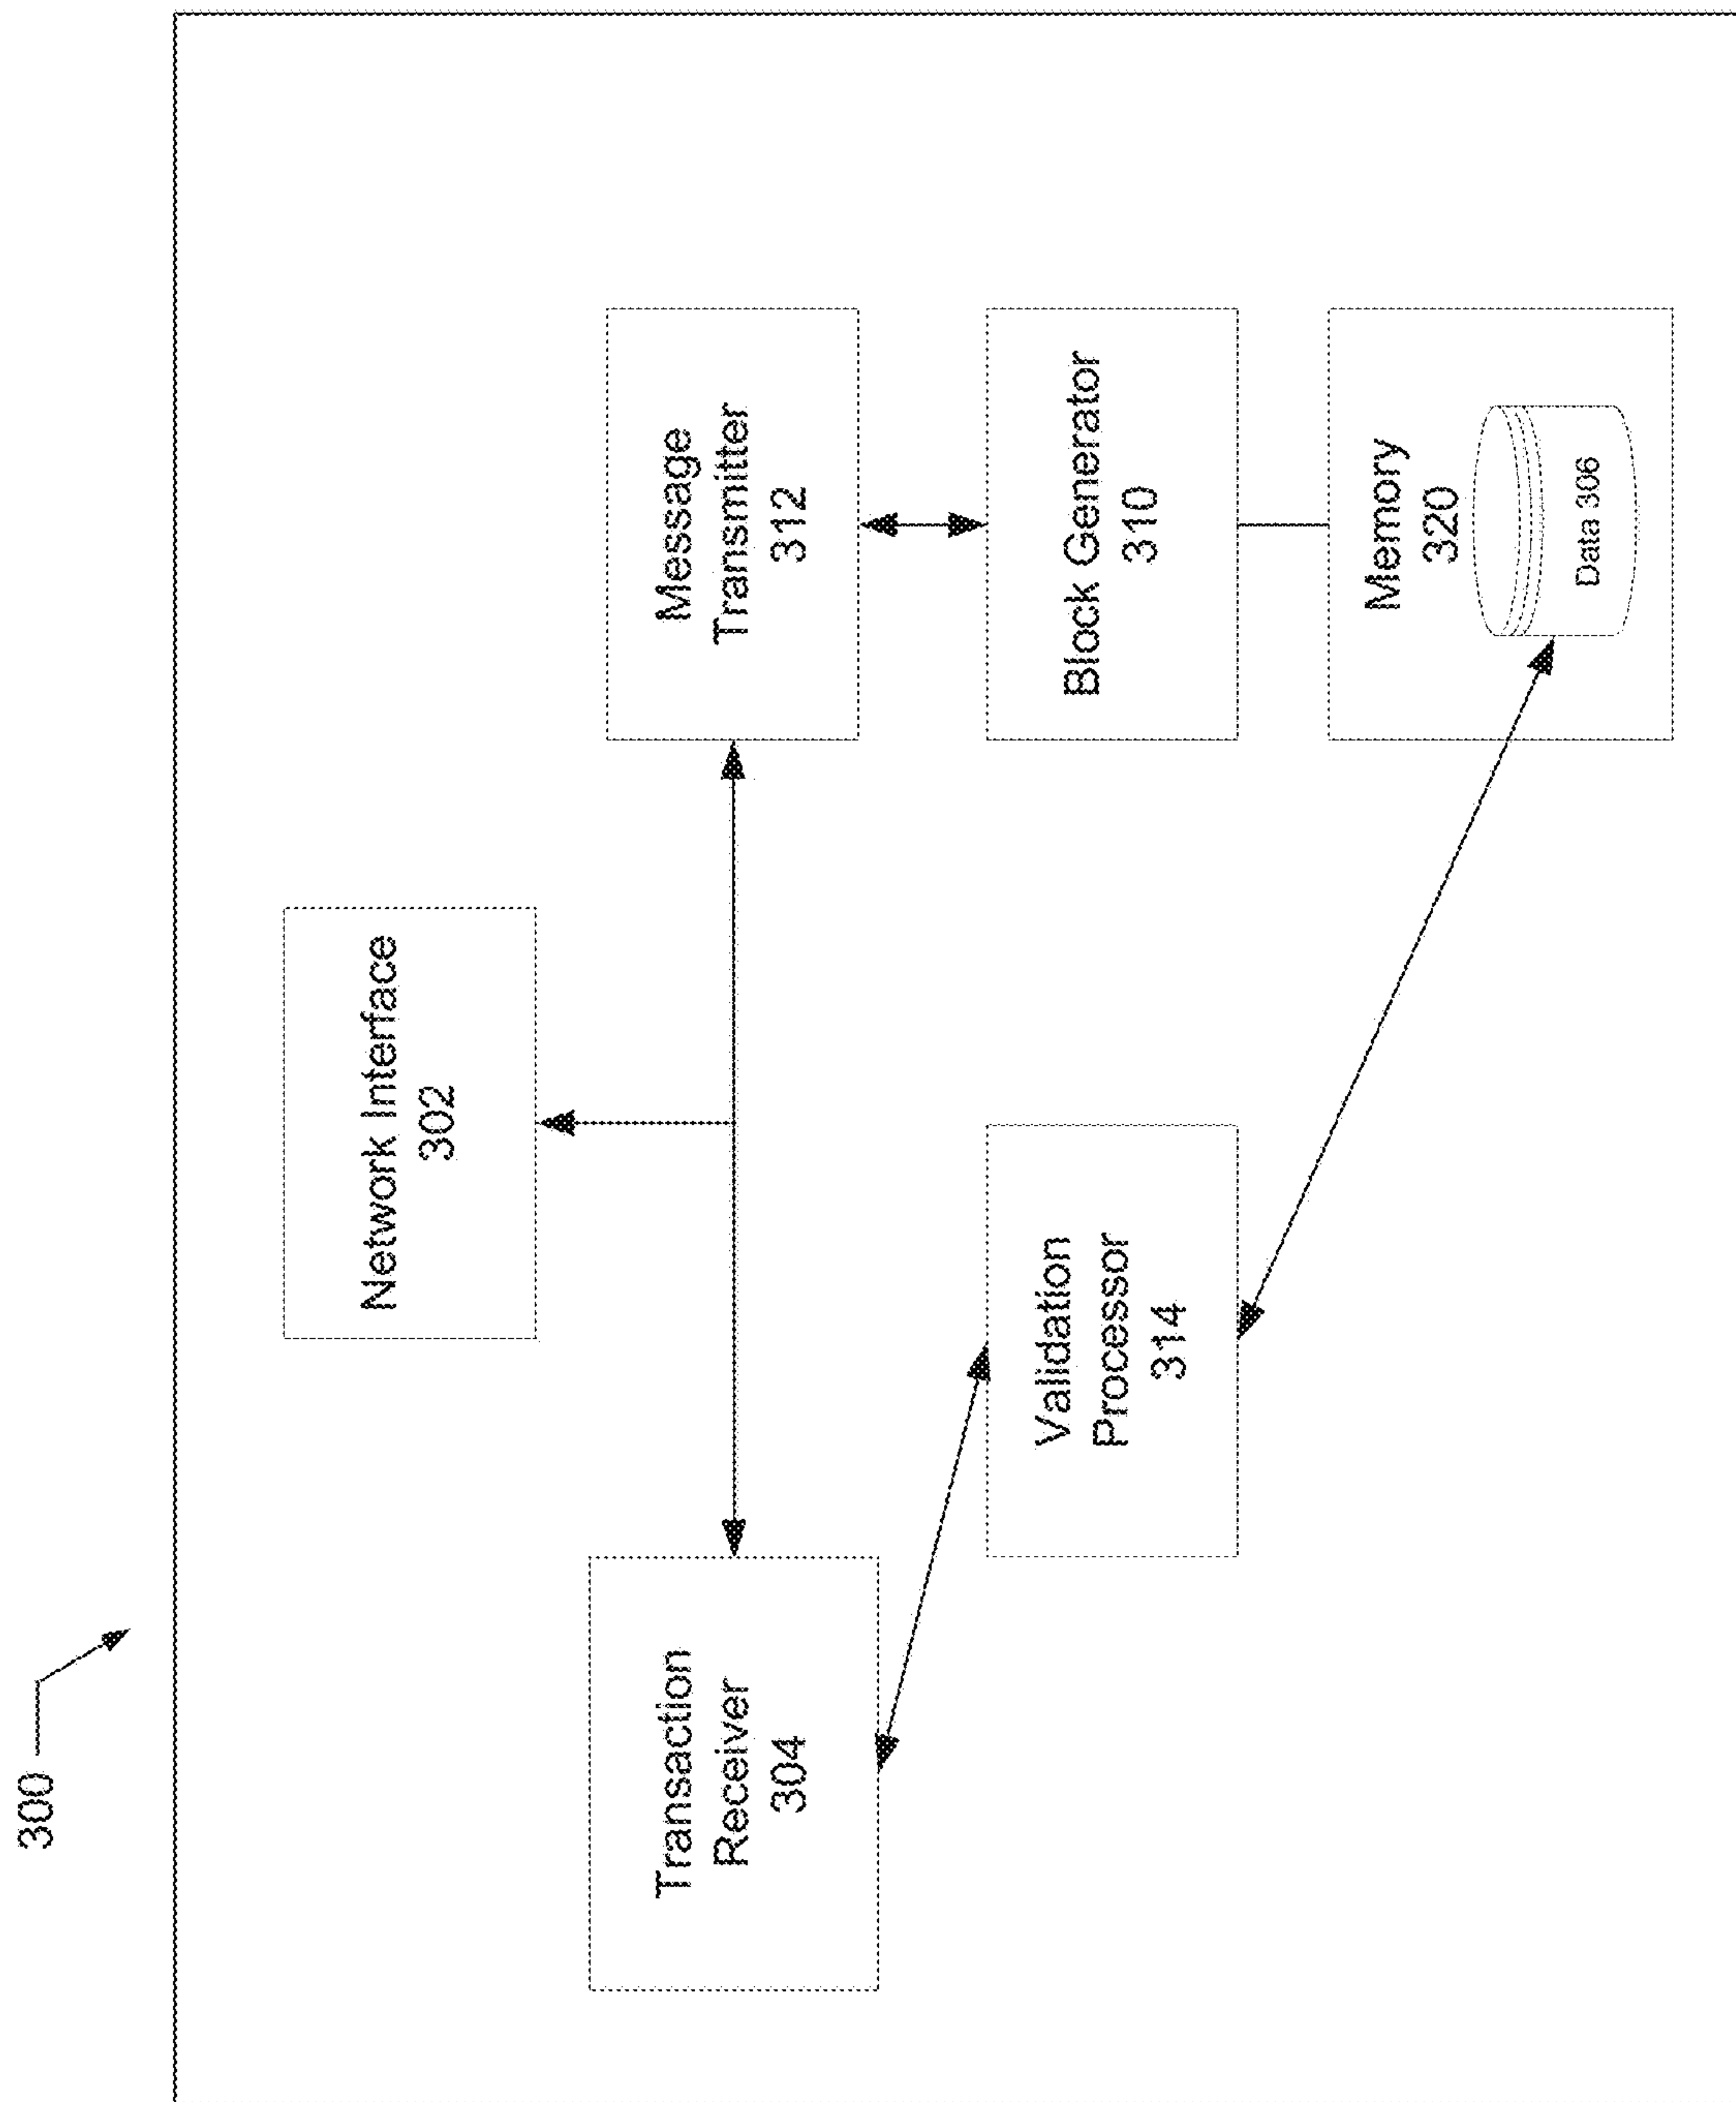 300
Network Interface
302
Transaction
Receiver
304
Message
Transmitter
312
Validation
Processor
314
Block Generator
310
Memory
320
Data 306